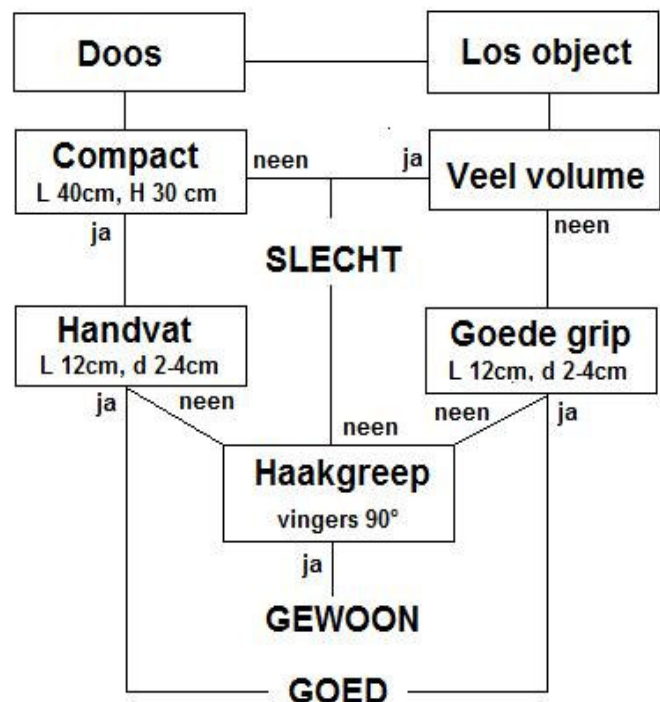 Doos
Los object
Compact
L 40cm, H 30 cm
neen
ja
Veel volume
ja
neen
SLECHT
Handvat
L 12cm, d 2-4cm
Goede grip
L 12cm, d 2-4cm
ja
neen
neen
neen
ja
Haakgreep
vingers 90°
ja
GEWOON
GOED